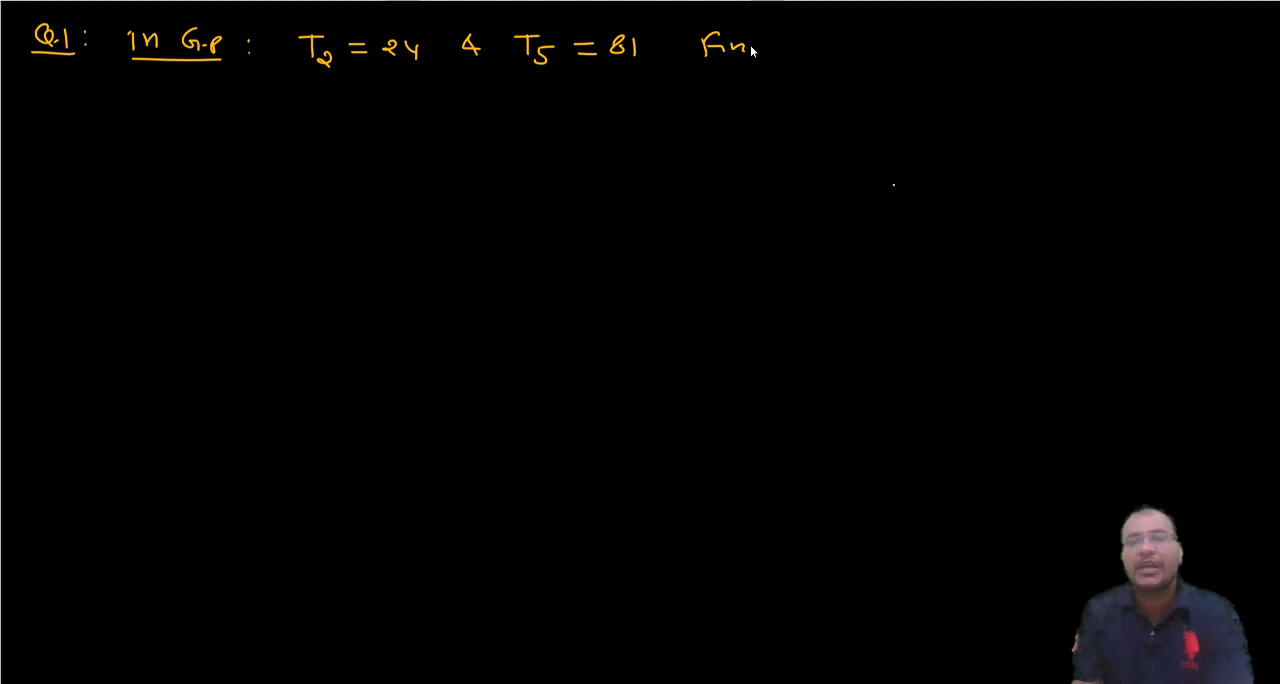 Q.1: in G.P: T2 = 24 & T5 = 81 Fin